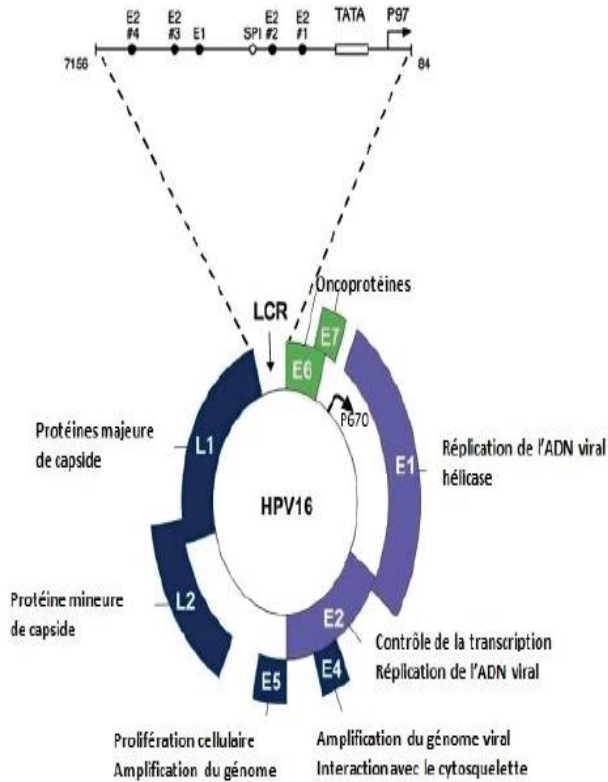 E2 E2 E2 E2
#4 #3 E1 SP1 #2 #1 TATA P97
7156 84
Oncoprotéines
LCR
E7
E6
P670
Protéines majeure
de capside
L1
E1
Réplication de l'ADN viral
hélicase
HPV16
Protéine mineure
de capside
L2
E2
Contrôle de la transcription
Réplication de l'ADN viral
E4
E5
Prolifération cellulaire
Amplification du génome
Amplification du génome viral
Interaction avec le cytosquelette